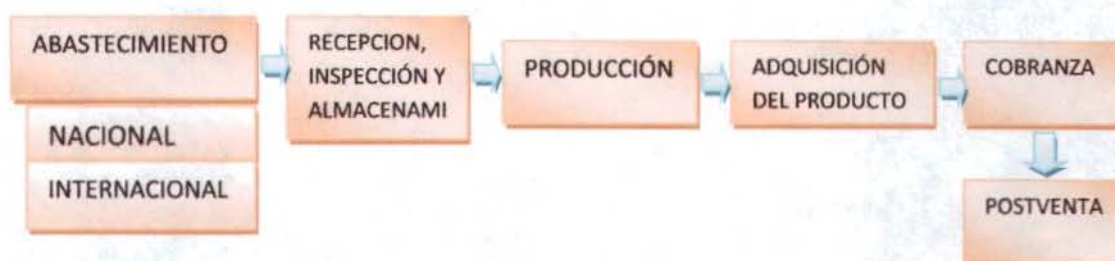 ABASTECIMIENTO
NACIONAL
INTERNACIONAL
RECEPCION,
INSPECCIÓN Y
ALMACENAMI
PRODUCCIÓN
ADQUISICIÓN
DEL PRODUCTO
COBRANZA
POSTVENTA